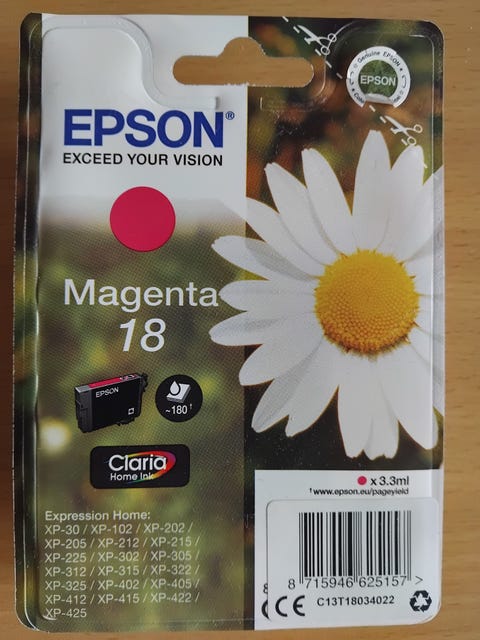 Genuine EPSON
EPSON
EPSON®
EXCEED YOUR VISION
Magenta
18
EPSON
~180¹
Claria
Home Ink
x 3.3ml
¹www.epson.eu/pageyield
Expression Home:
XP-30 / XP-102 / XP-202 /
XP-205 / XP-212 / XP-215 /
XP-225 / XP-302 / XP-305 /
XP-312 / XP-315 / XP-322 /
XP-325 / XP-402 / XP-405 /
XP-412 / XP-415 / XP-422 /
XP-425
8 715946 625157 >
CE C13T18034022